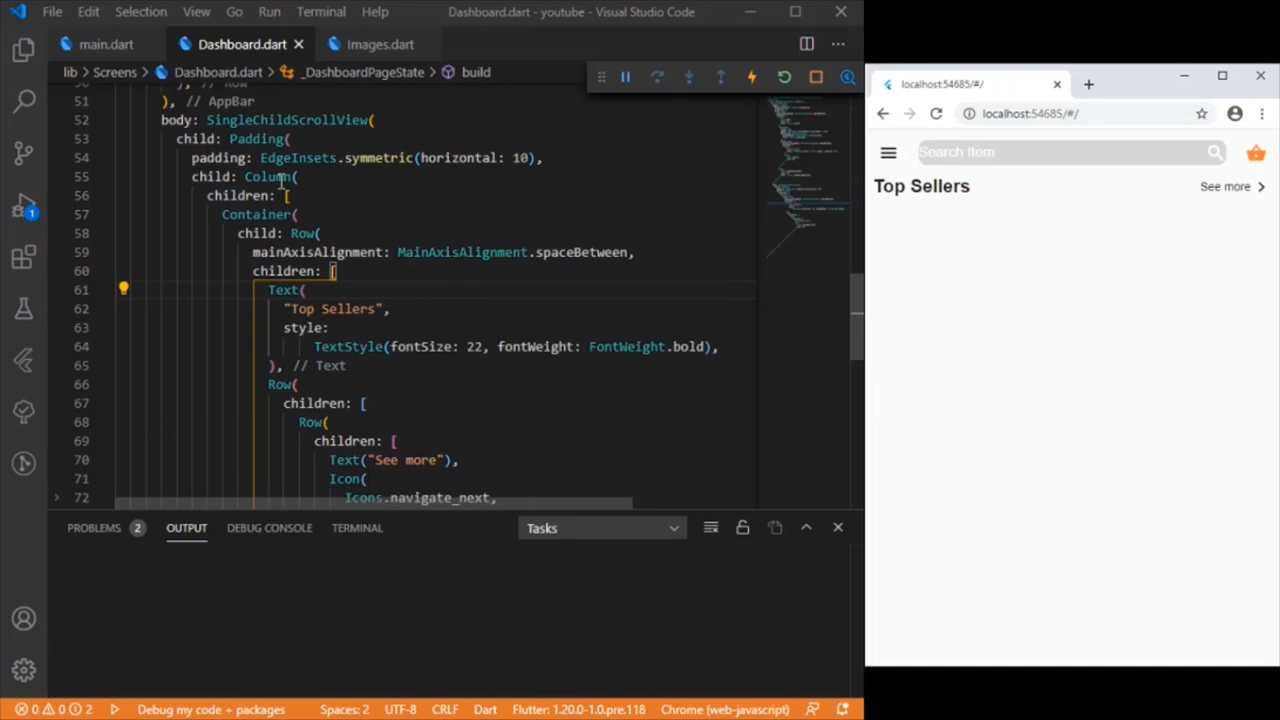 File Edit Selection View Go Run Terminal Help Dashboard.dart - youtube - Visual Studio Code
main.dart Dashboard.dart Images.dart
lib > Screens > Dashboard.dart > _DashboardPageState > build
51 ), // AppBar
52 body: SingleChildScrollView(
53 child: Padding(
54 padding: EdgeInsets.symmetric(horizontal: 10),
55 child: Column(
56 children: [
57 Container(
58 child: Row(
59 mainAxisAlignment: MainAxisAlignment.spaceBetween,
60 children: [
61 Text(
62 "Top Sellers",
63 style:
64 TextStyle(fontSize: 22, fontWeight: FontWeight.bold),
65 ), // Text
66 Row(
67 children: [
68 Row(
69 children: [
70 Text("See more"),
71 Icon(
72 Icons.navigate_next,
1
PROBLEMS 2 OUTPUT DEBUG CONSOLE TERMINAL Tasks
0 0 2 Debug my code + packages Spaces: 2 UTF-8 CRLF Dart Flutter: 1.20.0-1.0.pre.118 Chrome (web-javascript)
localhost:54685/#/
localhost:54685/#/
Search Item
Top Sellers See more